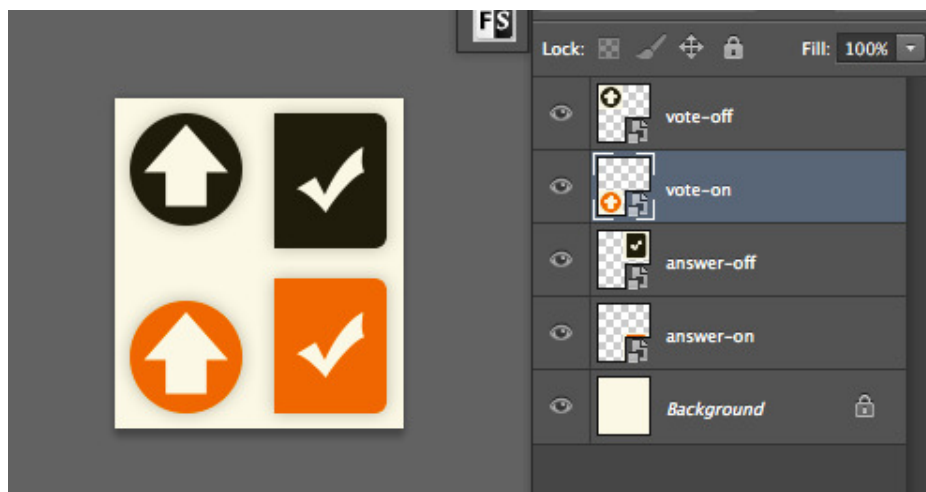 FS
Lock: Fill: 100%
vote-off
vote-on
answer-off
answer-on
Background